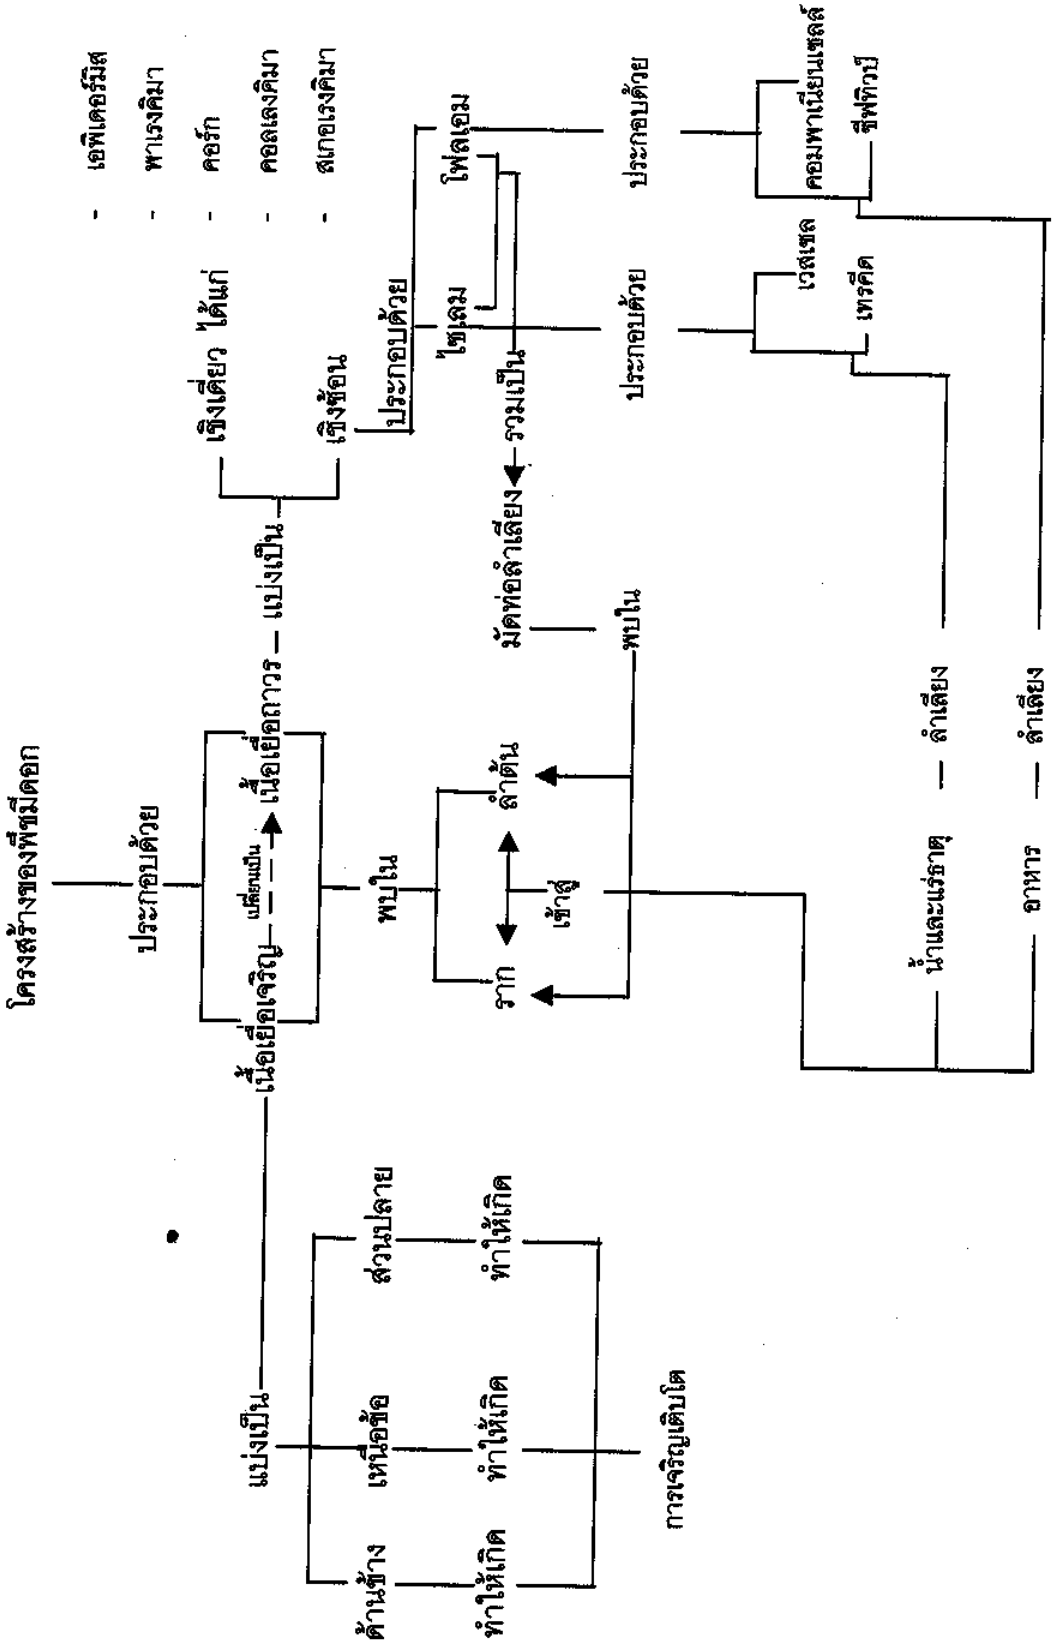 โครงสร้างของพืชมีดอก
ประกอบด้วย
เนื้อเยื่อเจริญ
เปลี่ยนเป็น
เนื้อเยื่อถาวร
แบ่งเป็น
เชิงเดี่ยว ได้แก่
- เอพิเดอร์มิส
- พาเรงคิมา
- คอร์ก
- คอลเลงคิมา
- สเกอเรงคิมา
เชิงซ้อน
ประกอบด้วย
ไซเลม
โฟลเอม
รวมเป็น
มัดท่อลำเลียง
พบใน
ประกอบด้วย
ประกอบด้วย
เวสเซล
เทรคีด
คอมพาเนียนเซลล์
ซีฟทิวบ์
แบ่งเป็น
ด้านข้าง
เหนือข้อ
ส่วนปลาย
ทำให้เกิด
ทำให้เกิด
ทำให้เกิด
การเจริญเติบโต
พบใน
ราก
ลำต้น
เข้าสู่
น้ำและแร่ธาตุ
ลำเลียง
อาหาร
ลำเลียง